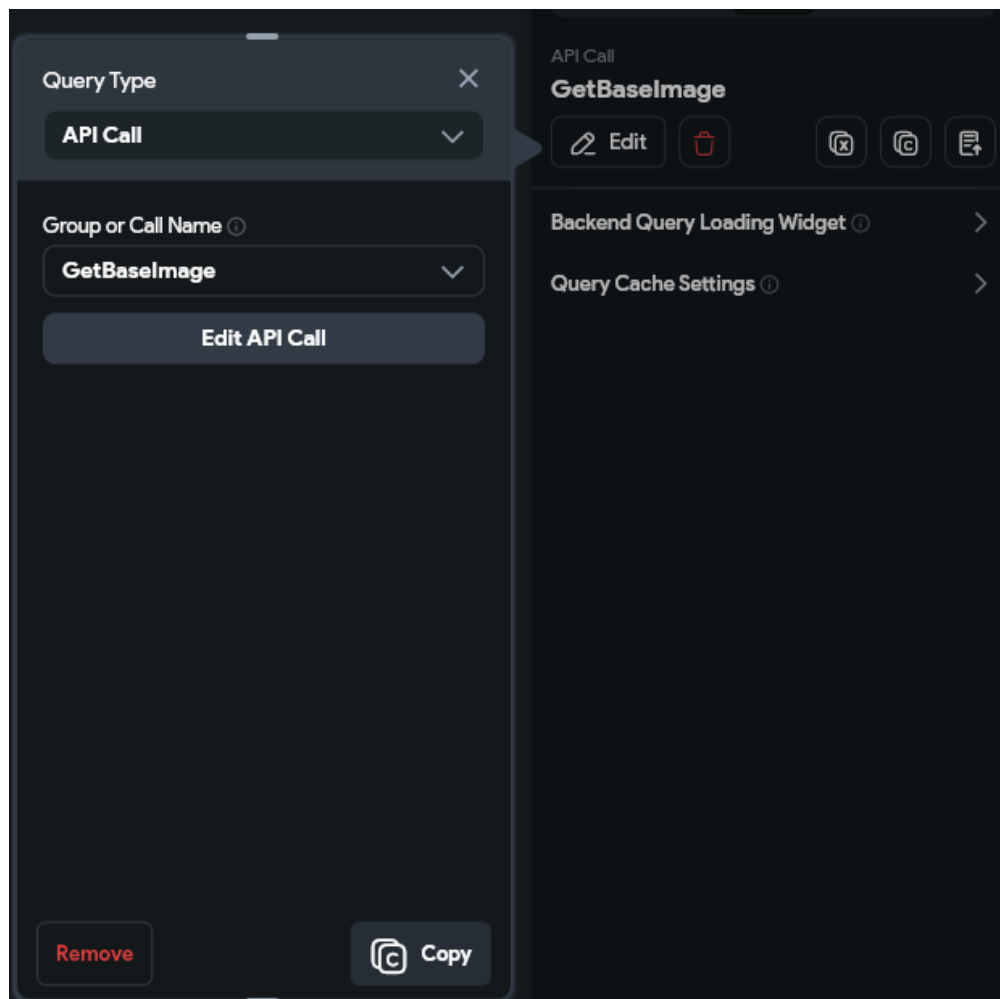 Query Type
API Call
Group or Call Name
GetBaseImage
Edit API Call
Remove
Copy
API Call
GetBaseImage
Edit
Backend Query Loading Widget
Query Cache Settings